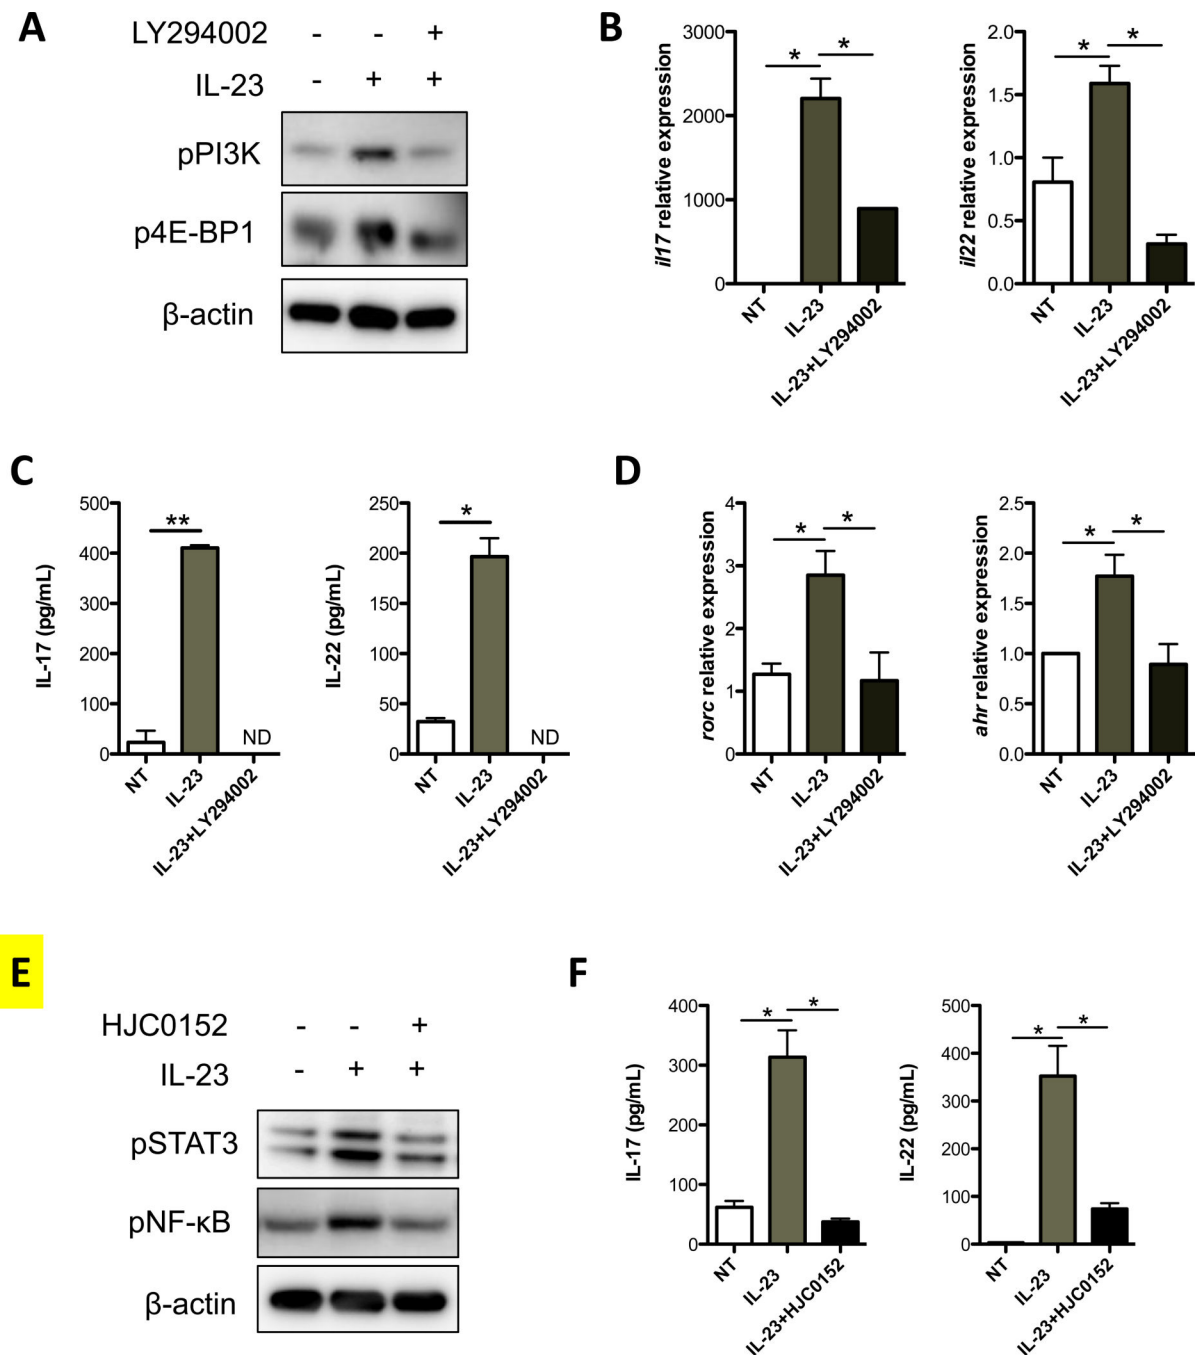 A
LY294002 - - +
IL-23 - + +
pPI3K
p4E-BP1
β-actin
B
il17 relative expression
3000
2000
1000
0
* *
NT
IL-23
IL-23+LY294002
il22 relative expression
2.0
1.5
1.0
0.5
0.0
* *
NT
IL-23
IL-23+LY294002
C
IL-17 (pg/mL)
500
400
300
200
100
0
**
ND
NT
IL-23
IL-23+LY294002
IL-22 (pg/mL)
250
200
150
100
50
0
*
ND
NT
IL-23
IL-23+LY294002
D
rorc relative expression
4
3
2
1
0
* *
NT
IL-23
IL-23+LY294002
ahr relative expression
2.5
2.0
1.5
1.0
0.5
0.0
* *
NT
IL-23
IL-23+LY294002
E
HJC0152 - - +
IL-23 - + +
pSTAT3
pNF-κB
β-actin
F
IL-17 (pg/mL)
400
300
200
100
0
* *
NT
IL-23
IL-23+HJC0152
IL-22 (pg/mL)
500
400
300
200
100
0
* *
NT
IL-23
IL-23+HJC0152